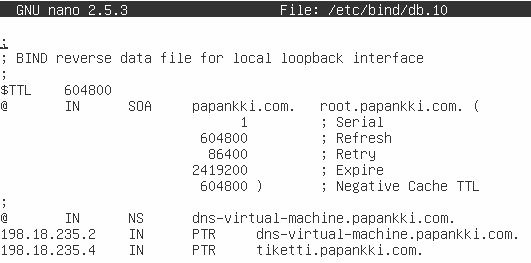 GNU nano 2.5.3 File: /etc/bind/db.10
;
; BIND reverse data file for local loopback interface
;
$TTL 604800
@ IN SOA papankki.com. root.papankki.com. (
1 ; Serial
604800 ; Refresh
86400 ; Retry
2419200 ; Expire
604800 ) ; Negative Cache TTL
;
@ IN NS dns-virtual-machine.papankki.com.
198.18.235.2 IN PTR dns-virtual-machine.papankki.com.
198.18.235.4 IN PTR tiketti.papankki.com.